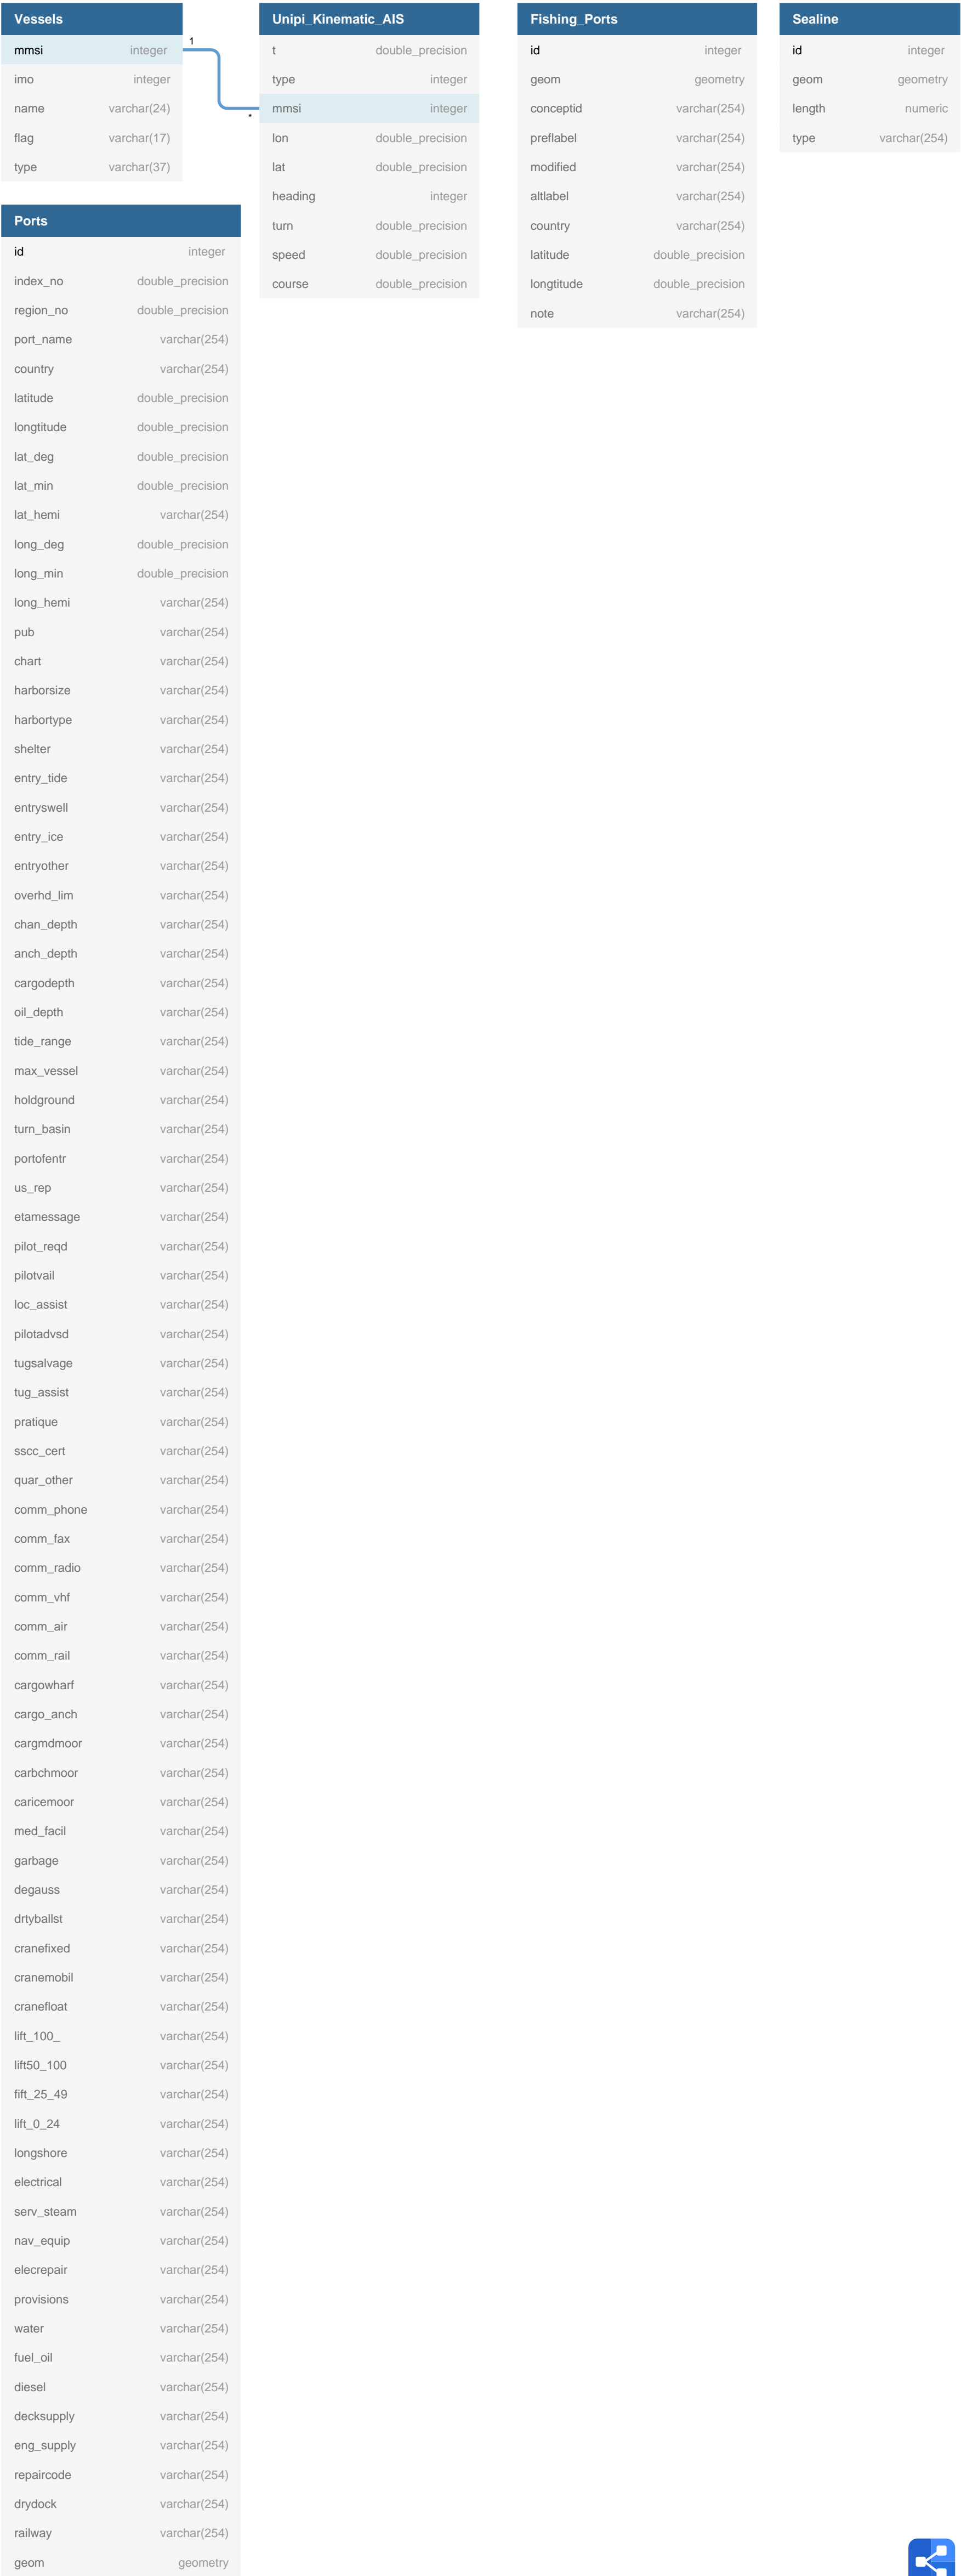 Vessels
mmsi integer
imo integer
name varchar(24)
flag varchar(17)
type varchar(37)
1
*
Unipi_Kinematic_AIS
t double_precision
type integer
mmsi integer
lon double_precision
lat double_precision
heading integer
turn double_precision
speed double_precision
course double_precision
Fishing_Ports
id integer
geom geometry
conceptid varchar(254)
preflabel varchar(254)
modified varchar(254)
altlabel varchar(254)
country varchar(254)
latitude double_precision
longtitude double_precision
note varchar(254)
Sealine
id integer
geom geometry
length numeric
type varchar(254)
Ports
id integer
index_no double_precision
region_no double_precision
port_name varchar(254)
country varchar(254)
latitude double_precision
longtitude double_precision
lat_deg double_precision
lat_min double_precision
lat_hemi varchar(254)
long_deg double_precision
long_min double_precision
long_hemi varchar(254)
pub varchar(254)
chart varchar(254)
harborsize varchar(254)
harbortype varchar(254)
shelter varchar(254)
entry_tide varchar(254)
entryswell varchar(254)
entry_ice varchar(254)
entryother varchar(254)
overhd_lim varchar(254)
chan_depth varchar(254)
anch_depth varchar(254)
cargodepth varchar(254)
oil_depth varchar(254)
tide_range varchar(254)
max_vessel varchar(254)
holdground varchar(254)
turn_basin varchar(254)
portofentr varchar(254)
us_rep varchar(254)
etamessage varchar(254)
pilot_reqd varchar(254)
pilotvail varchar(254)
loc_assist varchar(254)
pilotadvsd varchar(254)
tugsalvage varchar(254)
tug_assist varchar(254)
pratique varchar(254)
sscc_cert varchar(254)
quar_other varchar(254)
comm_phone varchar(254)
comm_fax varchar(254)
comm_radio varchar(254)
comm_vhf varchar(254)
comm_air varchar(254)
comm_rail varchar(254)
cargowharf varchar(254)
cargo_anch varchar(254)
cargmdmoor varchar(254)
carbchmoor varchar(254)
caricemoor varchar(254)
med_facil varchar(254)
garbage varchar(254)
degauss varchar(254)
drtyballst varchar(254)
cranefixed varchar(254)
cranemobil varchar(254)
cranefloat varchar(254)
lift_100_ varchar(254)
lift50_100 varchar(254)
fift_25_49 varchar(254)
lift_0_24 varchar(254)
longshore varchar(254)
electrical varchar(254)
serv_steam varchar(254)
nav_equip varchar(254)
elecrepair varchar(254)
provisions varchar(254)
water varchar(254)
fuel_oil varchar(254)
diesel varchar(254)
decksupply varchar(254)
eng_supply varchar(254)
repaircode varchar(254)
drydock varchar(254)
railway varchar(254)
geom geometry